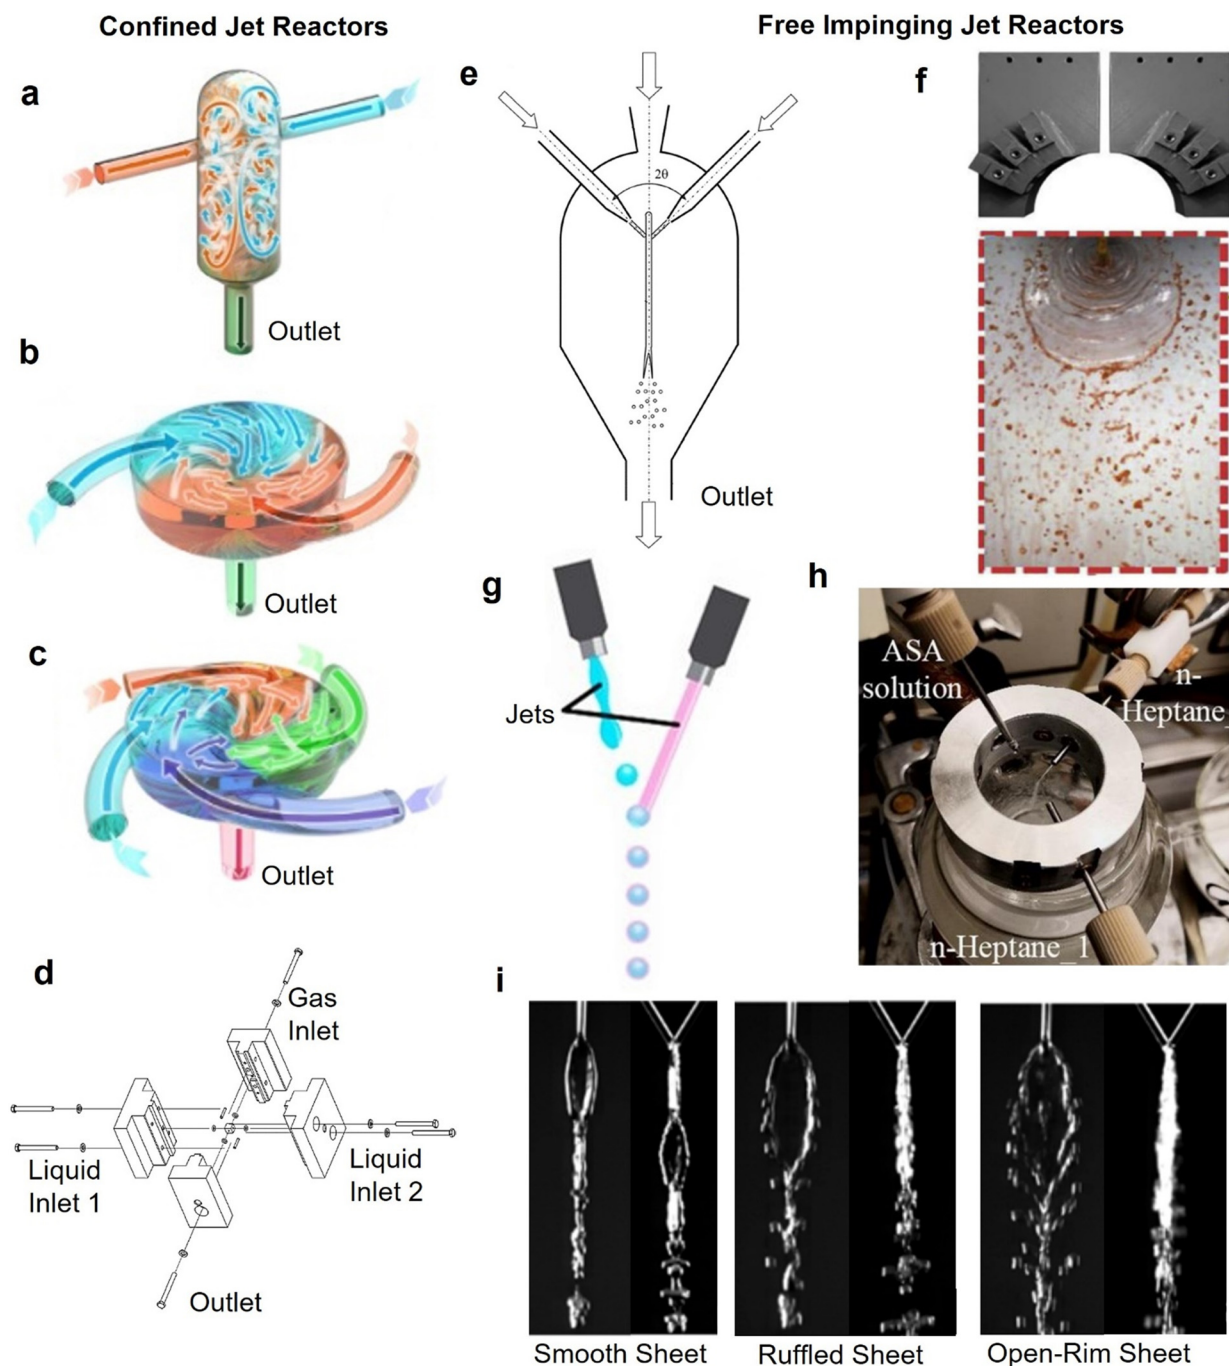 Confined Jet Reactors
Free Impinging Jet Reactors
a
Outlet
b
Outlet
c
Outlet
d
Gas
Inlet
Liquid
Inlet 1
Liquid
Inlet 2
Outlet
e
2θ
Outlet
f
g
Jets
h
ASA
solution
n-
Heptane_
n-Heptane_1
i
Smooth Sheet
Ruffled Sheet
Open-Rim Sheet